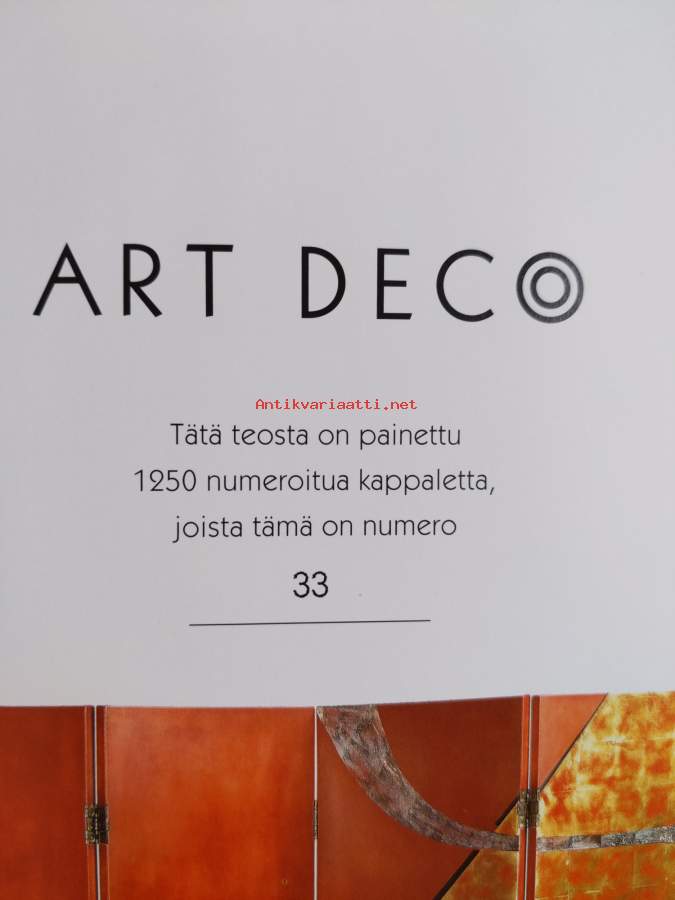 ART DECO
Antikvariaatti.net
Tätä teosta on painettu
1250 numeroitua kappaletta,
joista tämä on numero
33